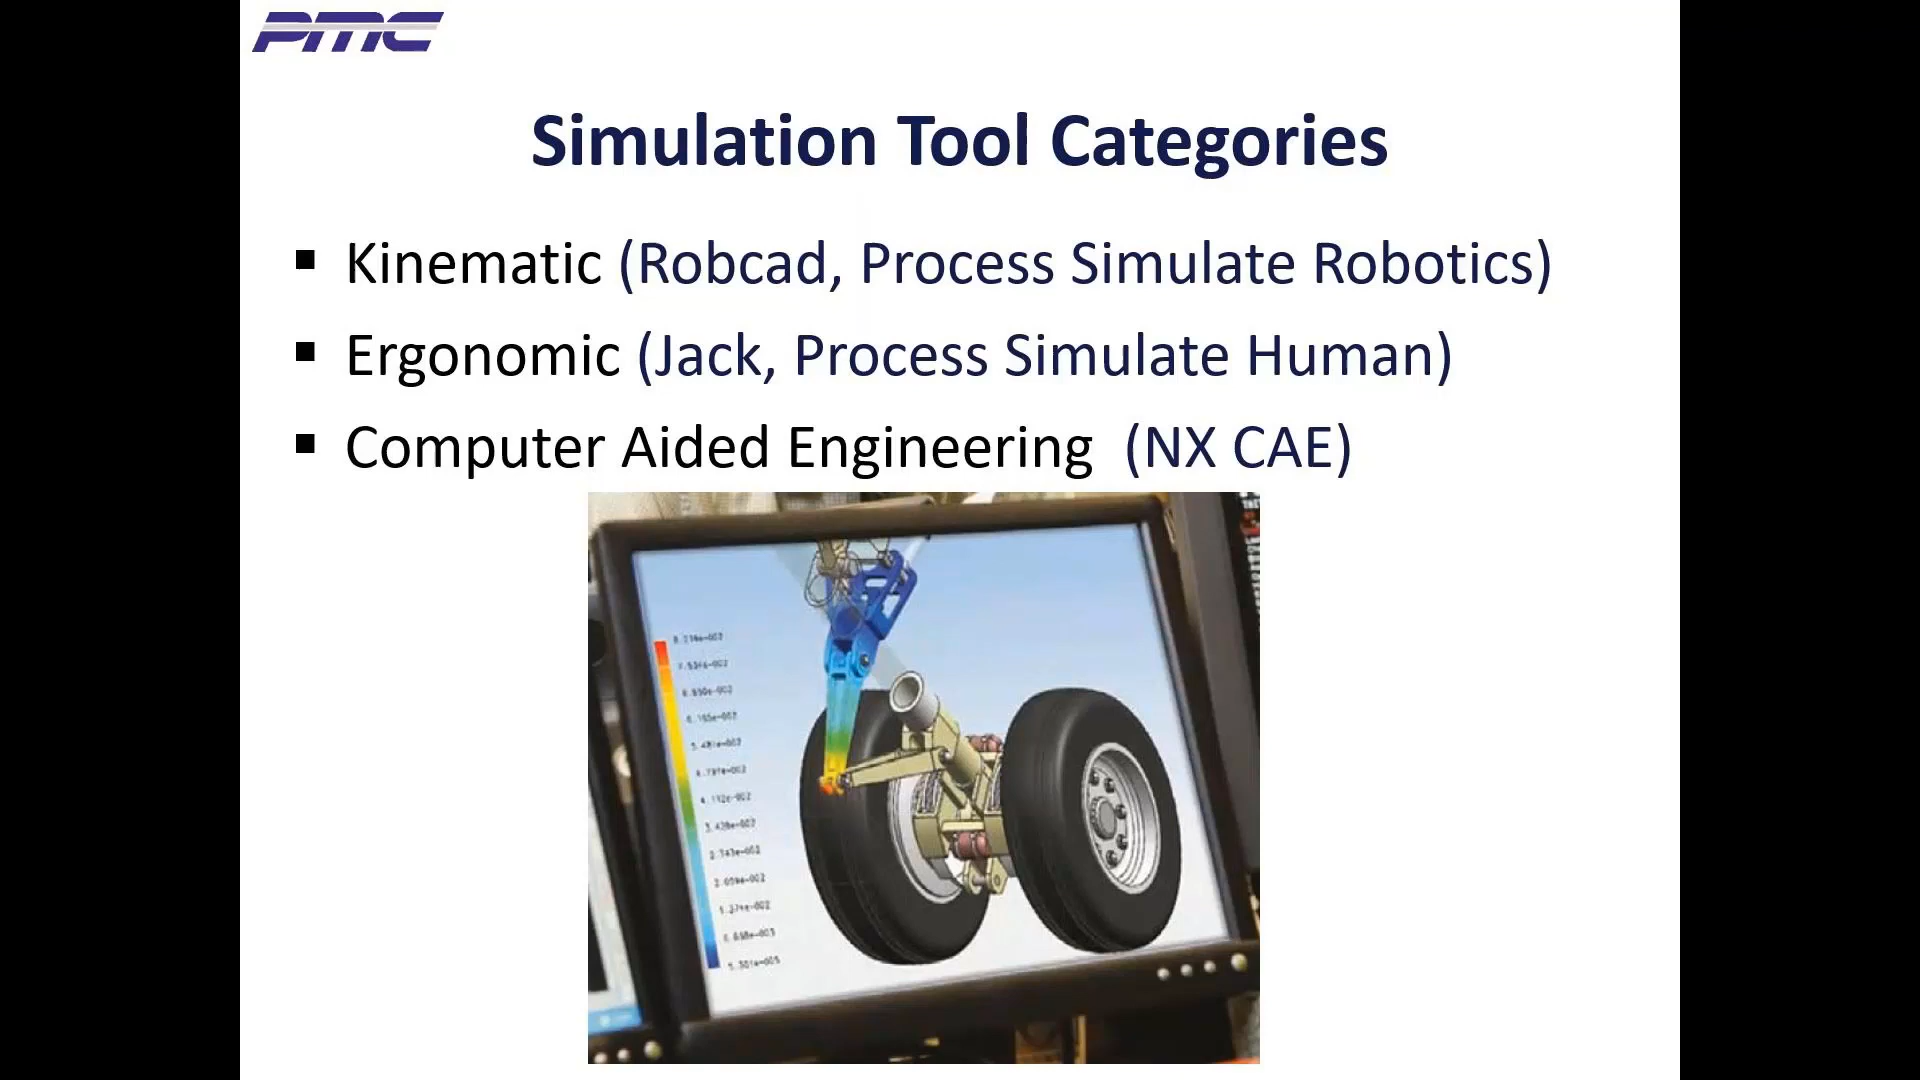 PMC
Simulation Tool Categories
▪ Kinematic (Robcad, Process Simulate Robotics)
▪ Ergonomic (Jack, Process Simulate Human)
▪ Computer Aided Engineering (NX CAE)